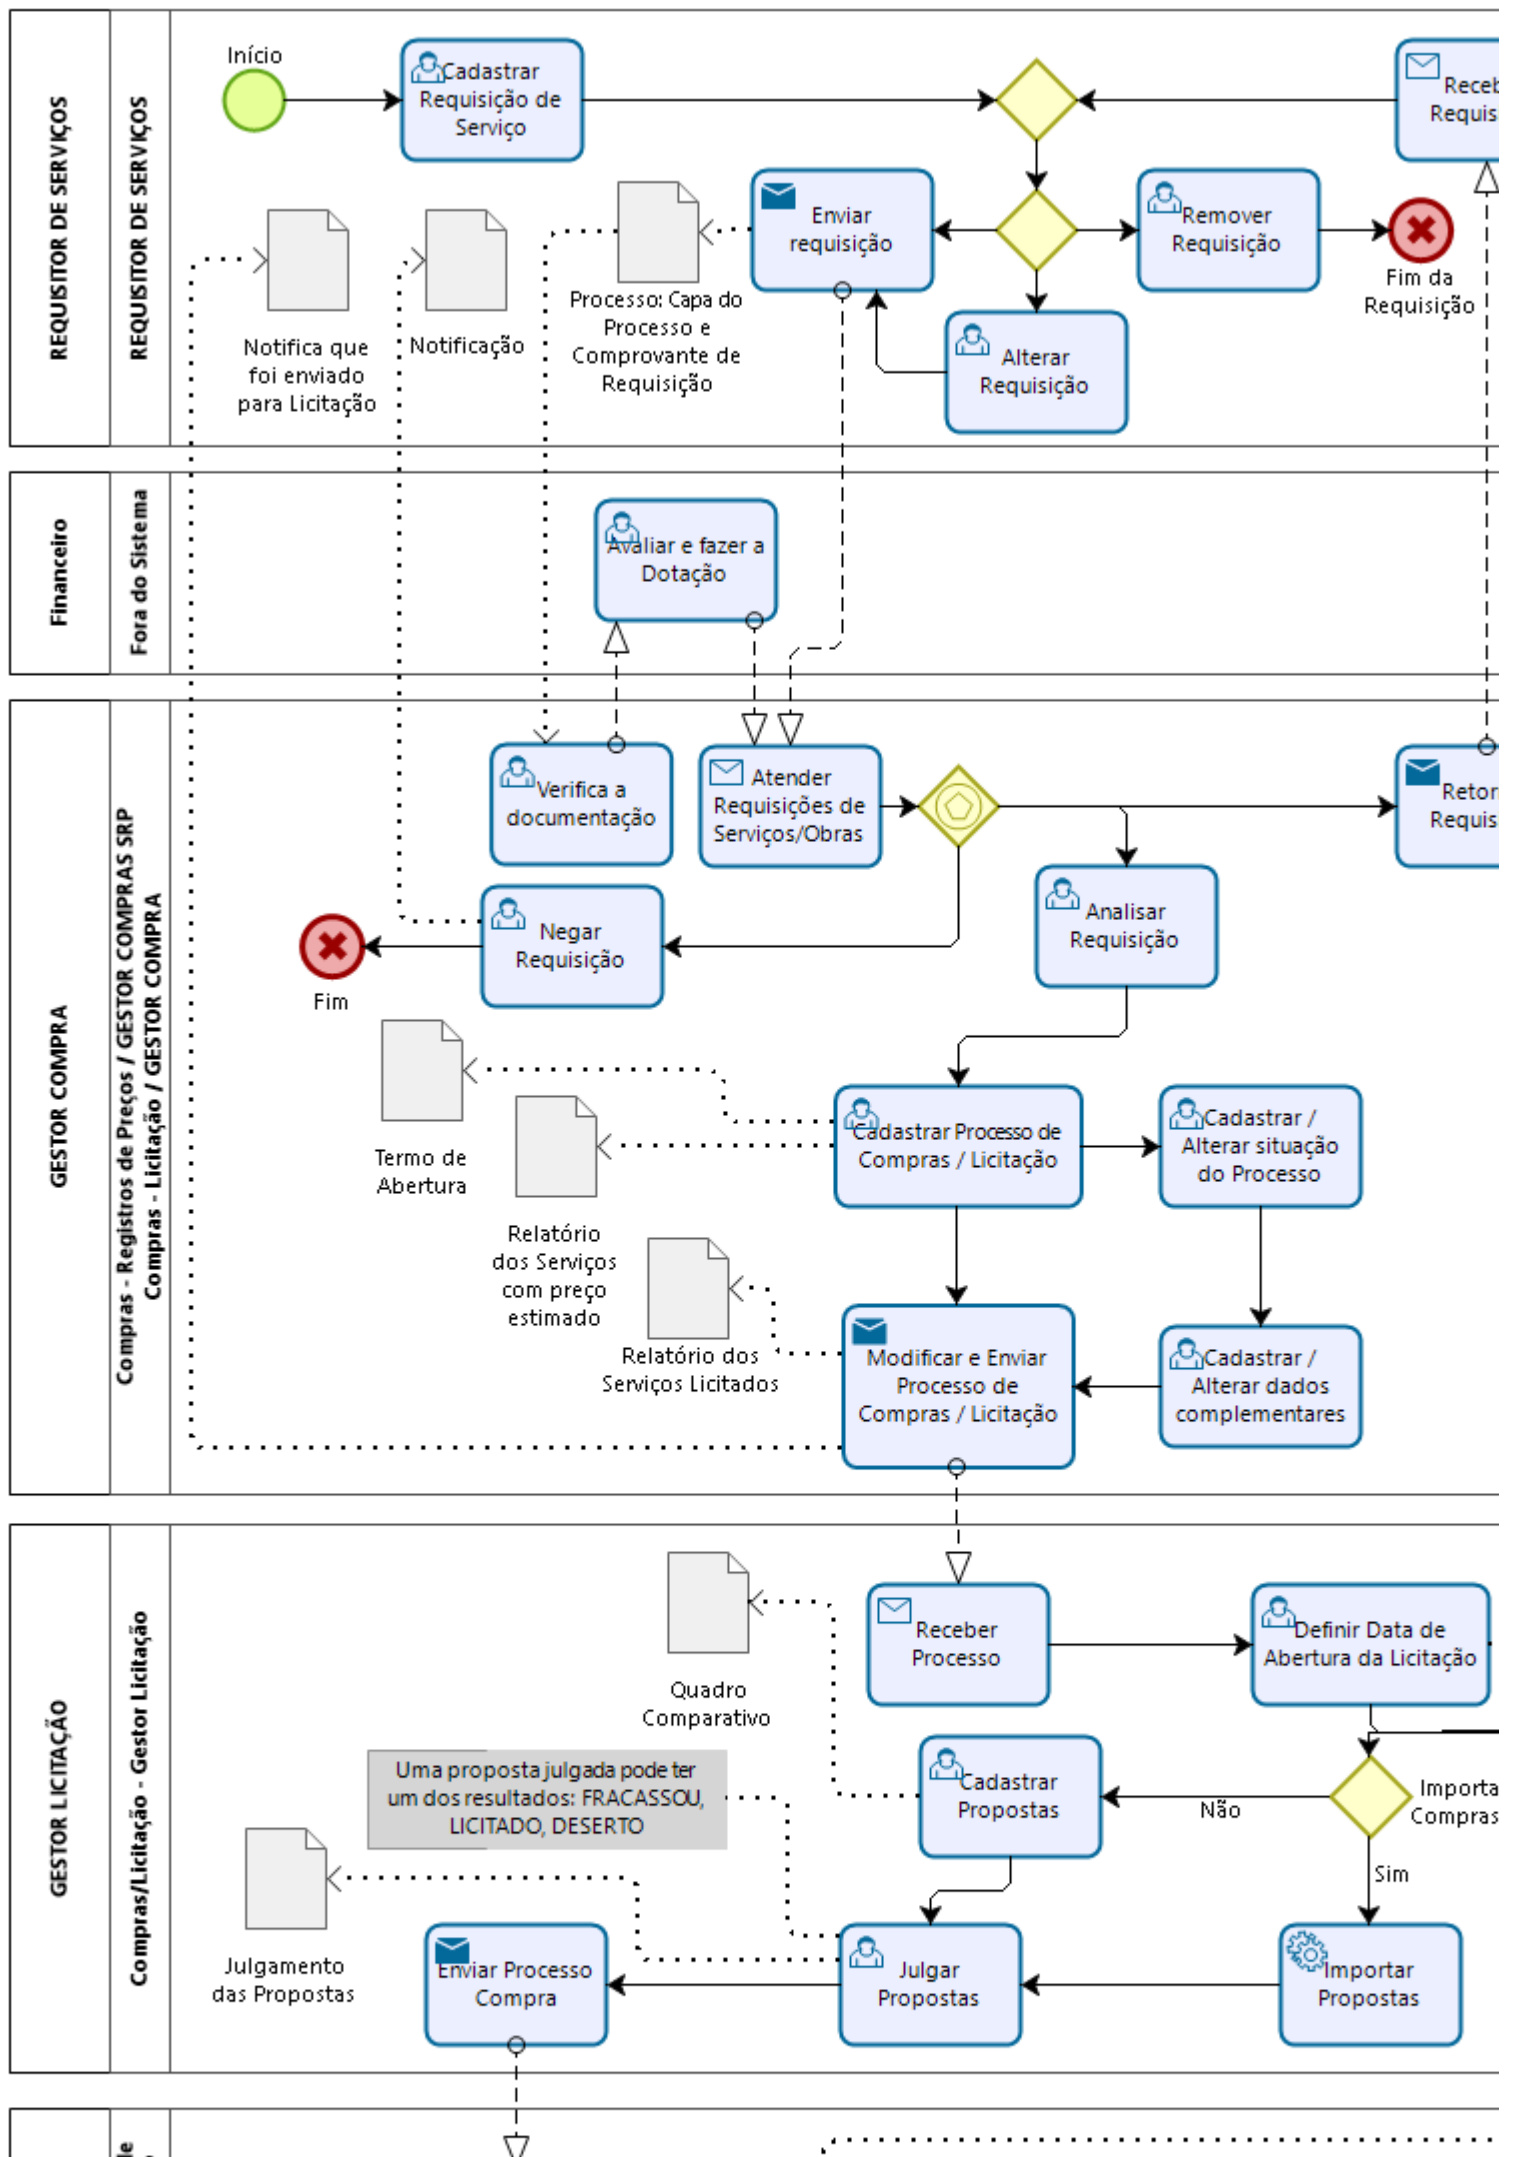 REQUISITOR DE SERVIÇOS
REQUISITOR DE SERVIÇOS
Início
Cadastrar
Requisição de
Serviço
Requis
Enviar
requisição
Remover
Requisição
Fim da
Requisição
Alterar
Requisição
Processo: Capa do
Processo e
Comprovante de
Requisição
Notifica que
foi enviado
para Licitação
Notificação
Financeiro
Fora do Sistema
Avaliar e fazer a
Dotação
GESTOR COMPRA
Compras - Registros de Preços / GESTOR COMPRAS SRP
Compras - Licitação / GESTOR COMPRA
Verifica a
documentação
Atender
Requisições de
Serviços/Obras
Retor
Requis
Negar
Requisição
Fim
Analisar
Requisição
Termo de
Abertura
Relatório
dos Serviços
com preço
estimado
Cadastrar Processo de
Compras / Licitação
Cadastrar /
Alterar situação
do Processo
Relatório dos
Serviços Licitados
Modificar e Enviar
Processo de
Compras / Licitação
Cadastrar /
Alterar dados
complementares
GESTOR LICITAÇÃO
Compras/Licitação - Gestor Licitação
Quadro
Comparativo
Receber
Processo
Definir Data de
Abertura da Licitação
Uma proposta julgada pode ter
um dos resultados: FRACASSOU,
LICITADO, DESERTO
Cadastrar
Propostas
Não
Importa
Compras
Sim
Julgamento
das Propostas
Enviar Processo
Compra
Julgar
Propostas
Importar
Propostas